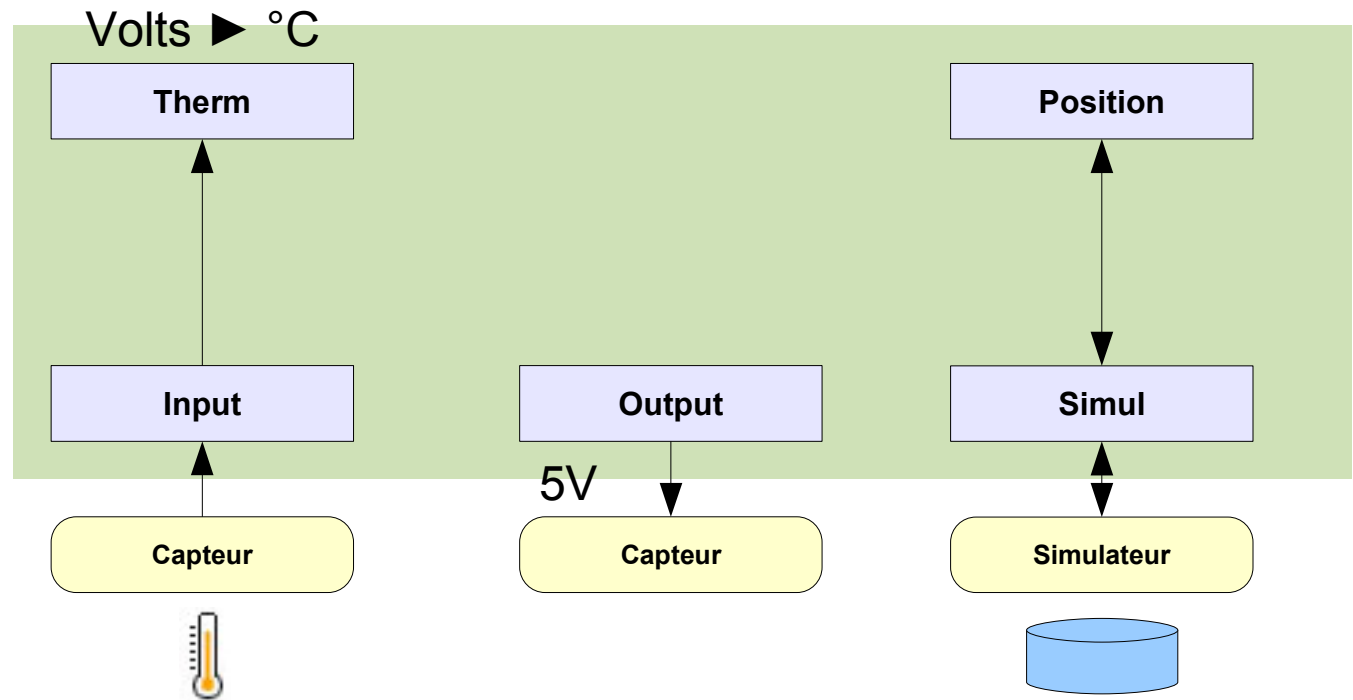 Volts ► °C
Therm
Position
Input
Output
Simul
5V
Capteur
Capteur
Simulateur